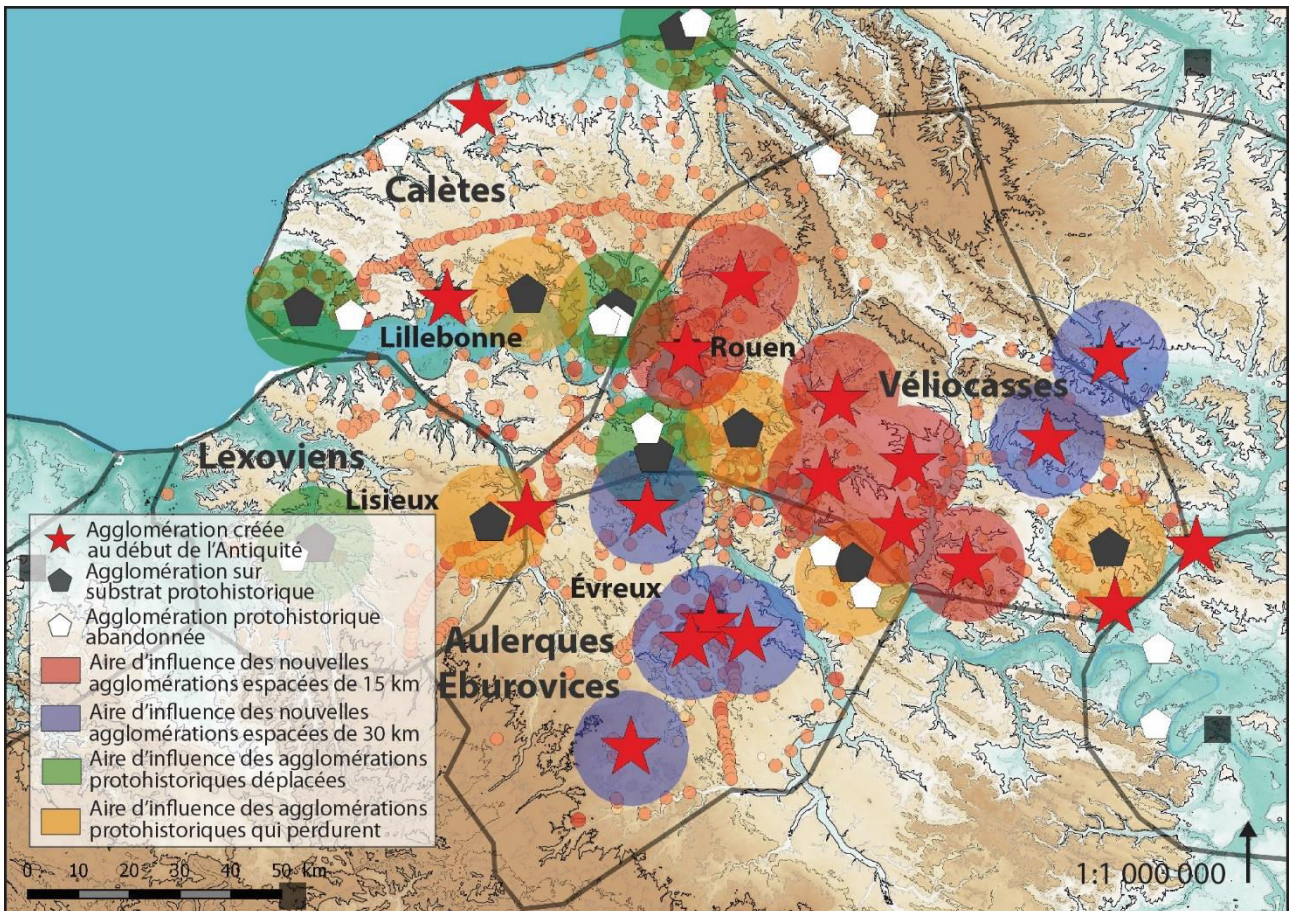 Calètes
Lillebonne
Rouen
Véliocasses
Lexoviens
Lisieux
Évreux
Aulerques
Eburovices
Agglomération créée
au début de l'Antiquité
Agglomération sur
substrat protohistorique
Agglomération protohistorique
abandonnée
Aire d'influence des nouvelles
agglomérations espacées de 15 km
Aire d'influence des nouvelles
agglomérations espacées de 30 km
Aire d'influence des agglomérations
protohistoriques déplacées
Aire d'influence des agglomérations
protohistoriques qui perdurent
0 10 20 30 40 50 km
1:1 000 000